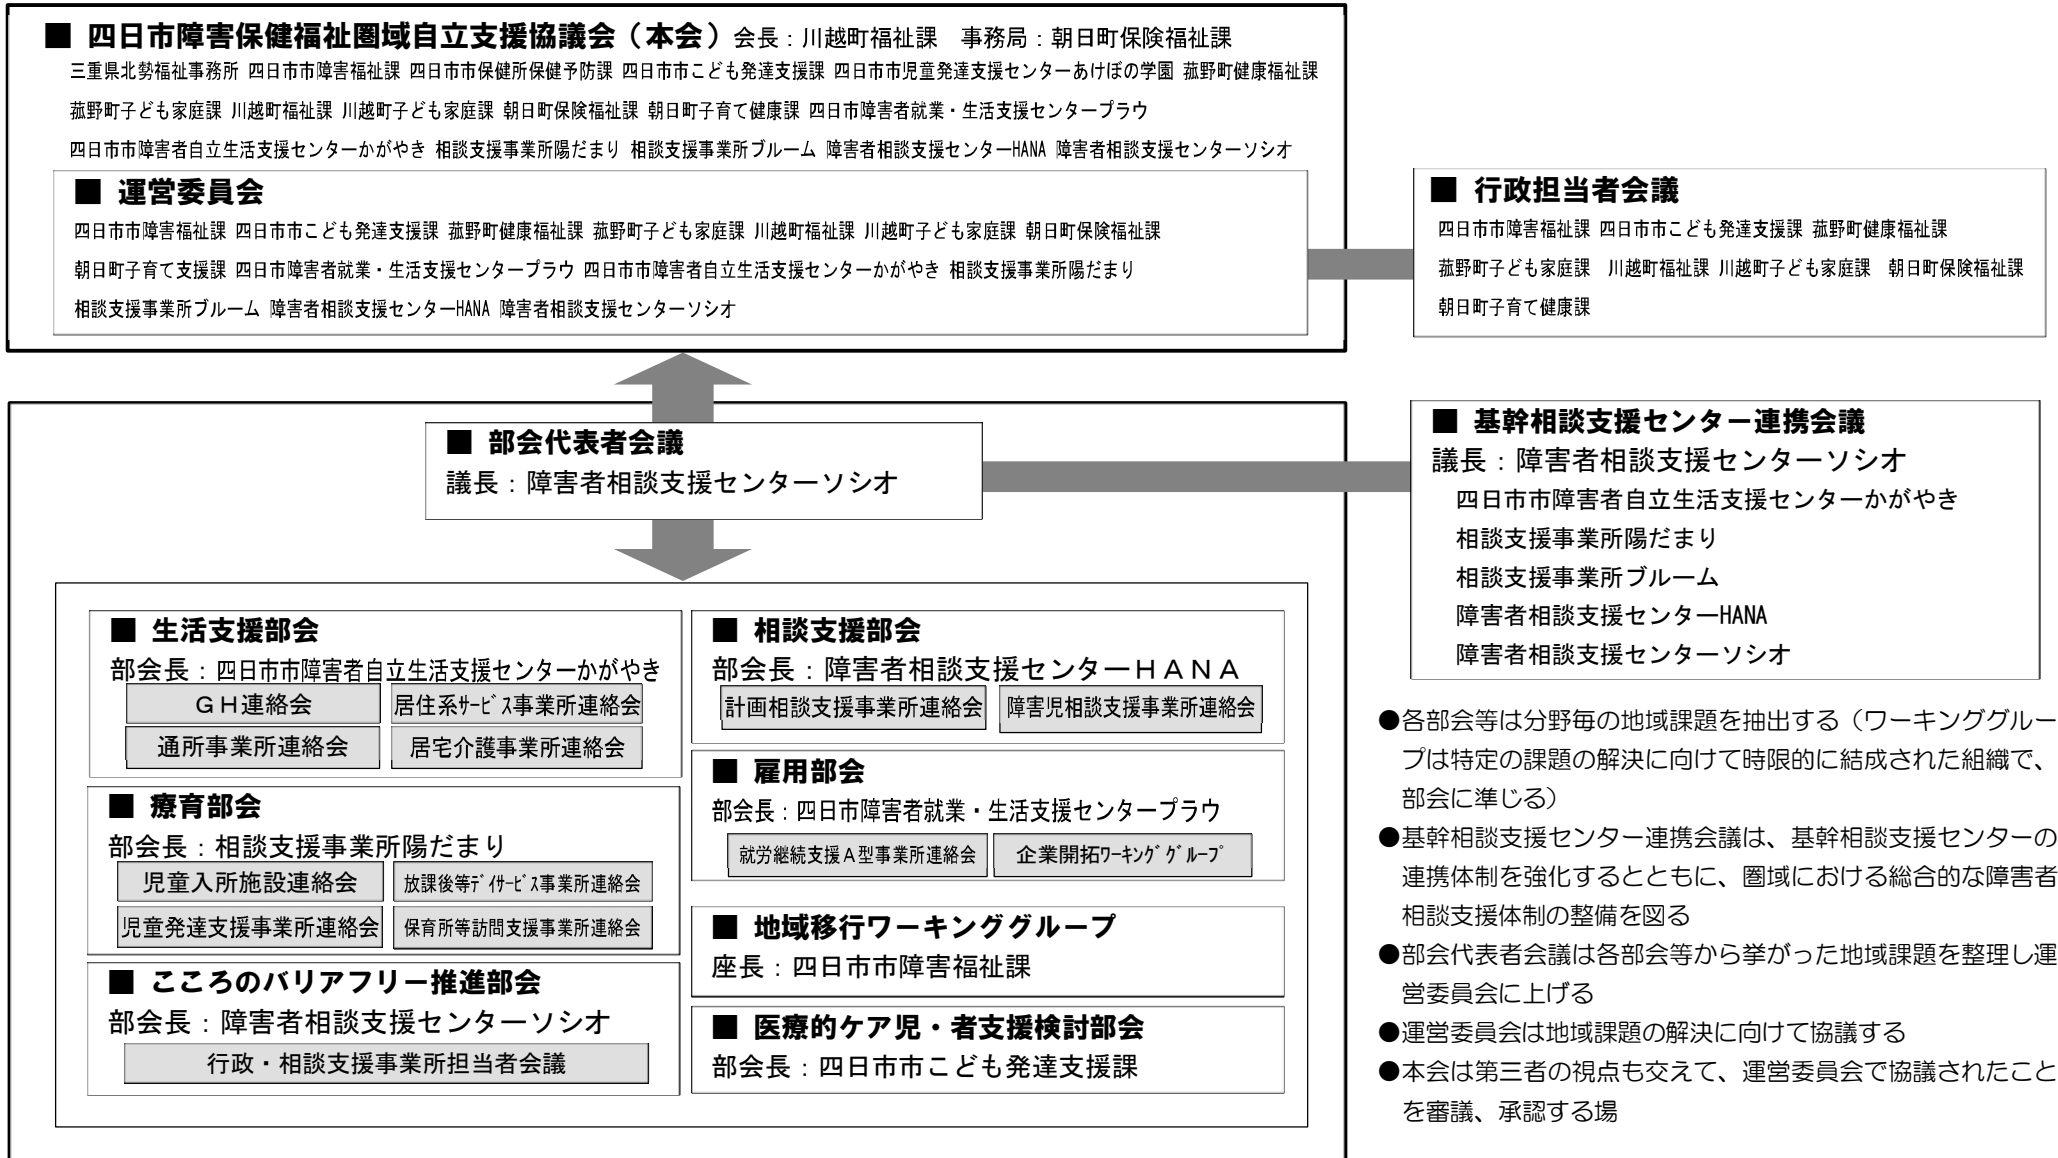 ■ 四日市障害保健福祉圏域自立支援協議会（本会）会長：川越町福祉課　事務局：朝日町保険福祉課
三重県北勢福祉事務所 四日市市障害福祉課 四日市市保健所保健予防課 四日市市こども発達支援課 四日市市児童発達支援センターあけぼの学園 菰野町健康福祉課
菰野町子ども家庭課 川越町福祉課 川越町子ども家庭課 朝日町保険福祉課 朝日町子育て健康課 四日市障害者就業・生活支援センタープラウ
四日市市障害者自立生活支援センターかがやき 相談支援事業所陽だまり 相談支援事業所ブルーム 障害者相談支援センターHANA 障害者相談支援センターソシオ
■ 運営委員会
四日市市障害福祉課 四日市市こども発達支援課 菰野町健康福祉課 菰野町子ども家庭課 川越町福祉課 川越町子ども家庭課 朝日町保険福祉課
朝日町子育て支援課 四日市障害者就業・生活支援センタープラウ 四日市市障害者自立生活支援センターかがやき 相談支援事業所陽だまり
相談支援事業所ブルーム 障害者相談支援センターHANA 障害者相談支援センターソシオ
■ 行政担当者会議
四日市市障害福祉課 四日市市こども発達支援課 菰野町健康福祉課
菰野町子ども家庭課　川越町福祉課 川越町子ども家庭課　朝日町保険福祉課
朝日町子育て健康課
■ 部会代表者会議
議長：障害者相談支援センターソシオ
■ 基幹相談支援センター連携会議
議長：障害者相談支援センターソシオ
四日市市障害者自立生活支援センターかがやき
相談支援事業所陽だまり
相談支援事業所ブルーム
障害者相談支援センターHANA
障害者相談支援センターソシオ
■ 生活支援部会
部会長：四日市市障害者自立生活支援センターかがやき
ＧＨ連絡会
居住系ｻｰﾋﾞｽ事業所連絡会
通所事業所連絡会
居宅介護事業所連絡会
■ 療育部会
部会長：相談支援事業所陽だまり
児童入所施設連絡会
放課後等ﾃﾞｲｻｰﾋﾞｽ事業所連絡会
児童発達支援事業所連絡会
保育所等訪問支援事業所連絡会
■ こころのバリアフリー推進部会
部会長：障害者相談支援センターソシオ
行政・相談支援事業所担当者会議
■ 相談支援部会
部会長：障害者相談支援センターＨＡＮＡ
計画相談支援事業所連絡会
障害児相談支援事業所連絡会
■ 雇用部会
部会長：四日市障害者就業・生活支援センタープラウ
就労継続支援Ａ型事業所連絡会
企業開拓ﾜｰｷﾝｸﾞｸﾞﾙｰﾌﾟ
■ 地域移行ワーキンググループ
座長：四日市市障害福祉課
■ 医療的ケア児・者支援検討部会
部会長：四日市市こども発達支援課
●各部会等は分野毎の地域課題を抽出する（ワーキンググルー
プは特定の課題の解決に向けて時限的に結成された組織で、
部会に準じる）
●基幹相談支援センター連携会議は、基幹相談支援センターの
連携体制を強化するとともに、圏域における総合的な障害者
相談支援体制の整備を図る
●部会代表者会議は各部会等から挙がった地域課題を整理し運
営委員会に上げる
●運営委員会は地域課題の解決に向けて協議する
●本会は第三者の視点も交えて、運営委員会で協議されたこと
を審議、承認する場